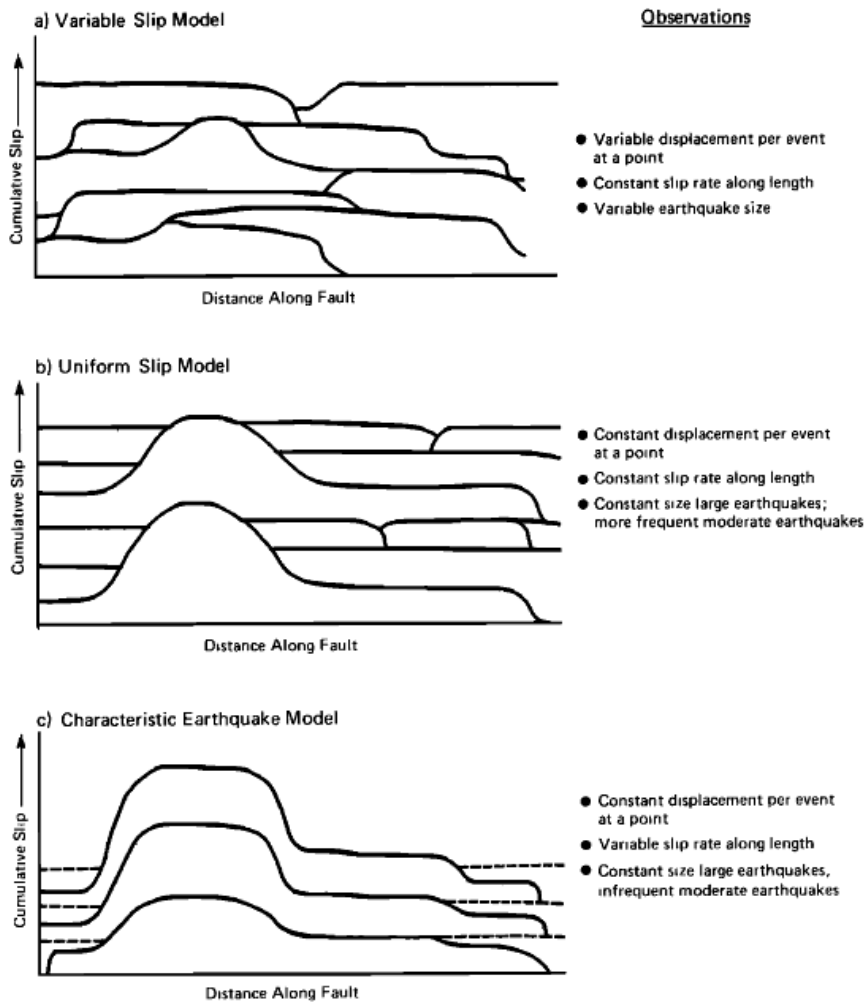 a) Variable Slip Model
Observations
Cumulative Slip
● Variable displacement per event
at a point
● Constant slip rate along length
● Variable earthquake size
Distance Along Fault
b) Uniform Slip Model
Cumulative Slip
● Constant displacement per event
at a point
● Constant slip rate along length
● Constant size large earthquakes;
more frequent moderate earthquakes
Distance Along Fault
c) Characteristic Earthquake Model
Cumulative Slip
● Constant displacement per event
at a point
● Variable slip rate along length
● Constant size large earthquakes,
infrequent moderate earthquakes
Distance Along Fault